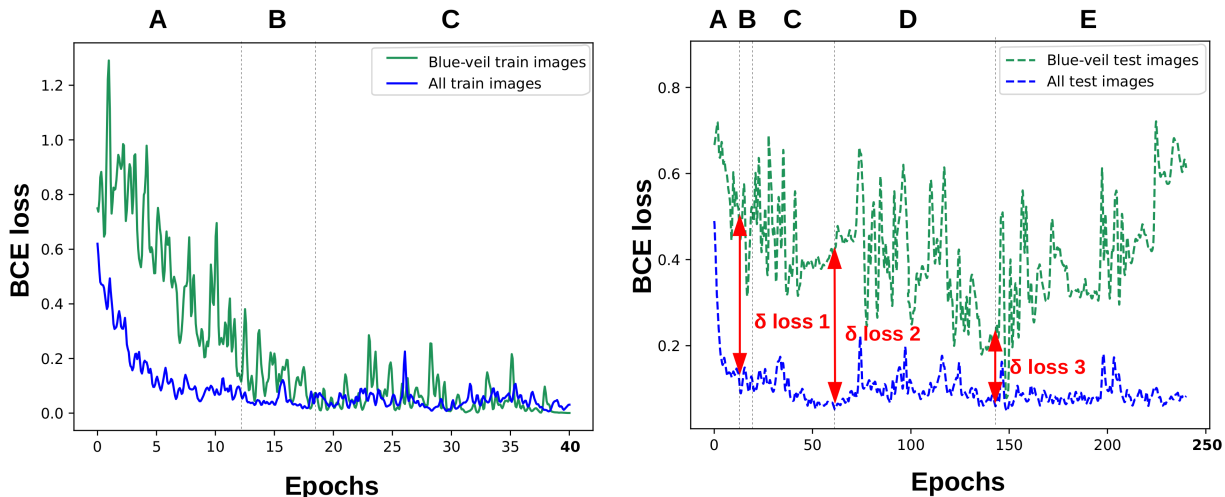 A B C
BCE loss
1.2
1.0
0.8
0.6
0.4
0.2
0.0
Blue-veil train images
All train images
0 5 10 15 20 25 30 35 40
Epochs
A B C D E
BCE loss
0.8
0.6
0.4
0.2
Blue-veil test images
All test images
δ loss 1
δ loss 2
δ loss 3
0 50 100 150 200 250
Epochs